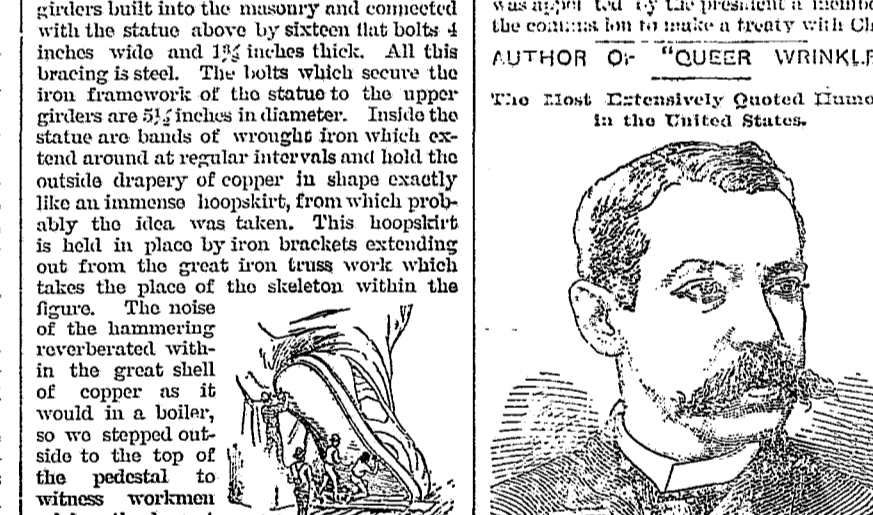 girders built into the masonry and connected
with the statue above by sixteen flat bolts 4
inches wide and 1¾ inches thick. All this
bracing is steel. The bolts which secure the
iron framework of the statue to the upper
girders are 5½ inches in diameter. Inside the
statue are bands of wrought iron which ex-
tend around at regular intervals and hold the
outside drapery of copper in shape exactly
like an immense hoopskirt, from which prob-
ably the idea was taken. This hoopskirt
is held in place by iron brackets extending
out from the great iron truss work which
takes the place of the skeleton within the
figure. The noise
of the hammering
reverberated with-
in the great shell
of copper as it
would in a boiler,
so we stepped out-
side to the top of
the pedestal to
witness workmen
by the president a
the commission to make a treaty with
AUTHOR OF "QUEER
The Most Extensively Quoted
in the United States.